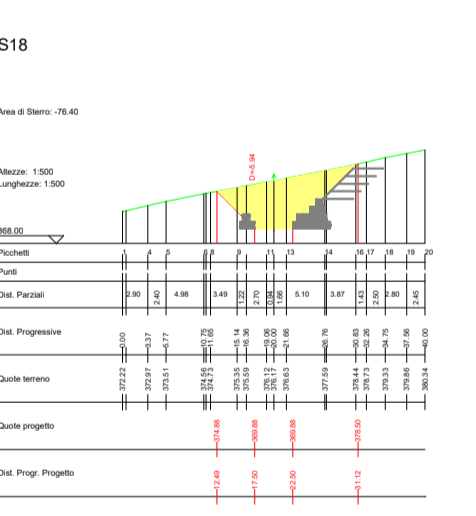 S18
Area di Sterro: -76.40
D=-5.94
Altezze: 1:500
Lunghezze: 1:500
368.00
Picchetti 1 4 5 6 8 9 11 13 14 16 17 18 19 20
Punti
Dist. Parziali 2.90 2.40 4.98 3.49 1.22 2.70 0.94 1.66 5.10 3.87 1.43 2.50 2.80 2.45
Dist. Progressive 0.00 3.37 5.77 10.75 11.65 15.14 16.36 19.06 20.00 21.66 26.76 30.83 32.26 34.75 37.56 40.00
Quote terreno 372.22 372.97 373.51 374.56 374.73 375.35 375.59 376.12 376.17 376.63 377.59 378.44 378.73 379.33 379.86 380.34
Quote progetto 374.88 369.88 369.88 378.50
Dist. Progr. Progetto 12.49 17.50 22.50 31.12